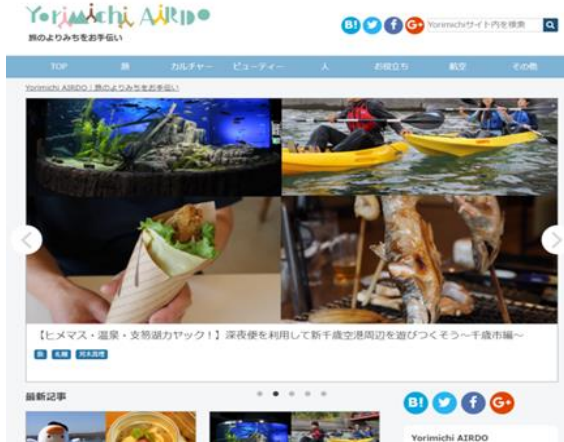 Yorimichi AIRDO
旅のよりみちをお手伝い
B! G+ Yorimichiサイト内を検索
TOP 旅 カルチャー ビューティー 人 お役立ち 航空 その他
Yorimichi AIRDO｜旅のよりみちをお手伝い
【ヒメマス・温泉・支笏湖カヤック！】深夜便を利用して新千歳空港周辺を遊びつくそう～千歳市編～
旅 札幌
最新記事
B! G+
Yorimichi AIRDO